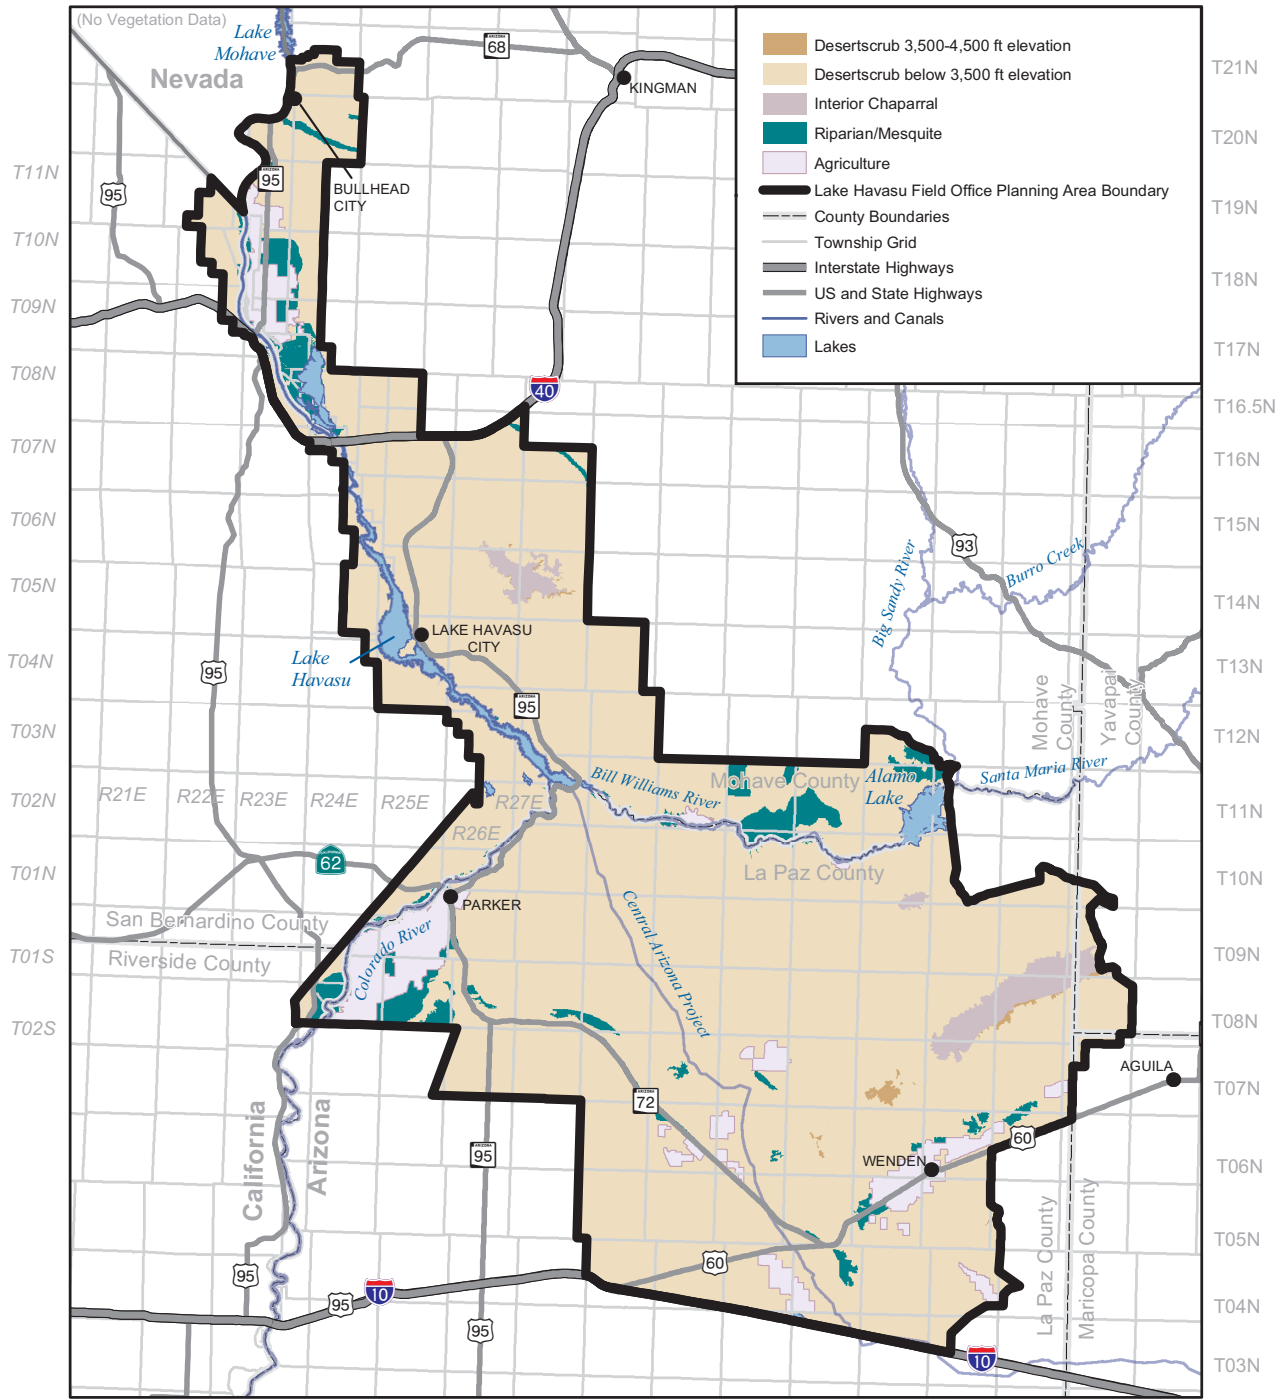 (No Vegetation Data)
Lake
Mohave
Nevada
68
KINGMAN
Desertscrub 3,500-4,500 ft elevation
Desertscrub below 3,500 ft elevation
Interior Chaparral
Riparian/Mesquite
Agriculture
Lake Havasu Field Office Planning Area Boundary
County Boundaries
Township Grid
Interstate Highways
US and State Highways
Rivers and Canals
Lakes
T21N
T20N
T19N
T18N
T17N
T16.5N
T16N
T15N
T14N
T13N
T12N
T11N
T10N
T09N
T08N
T07N
T06N
T05N
T04N
T03N
T11N
T10N
T09N
T08N
T07N
T06N
T05N
T04N
T03N
T02N
T01N
T01S
T02S
95
95
BULLHEAD
CITY
40
93
Big Sandy River
Burro Creek
LAKE HAVASU
CITY
Lake
Havasu
95
95
Mohave
County
Yavapai
County
Santa Maria River
Bill Williams River
Mohave County
Alamo
Lake
R21E
R22E
R23E
R24E
R25E
R27E
R26E
62
La Paz County
PARKER
San Bernardino County
Riverside County
Colorado River
Central Arizona Project
AGUILA
72
60
WENDEN
95
California
Arizona
La Paz County
Maricopa County
60
95
95
10
95
10